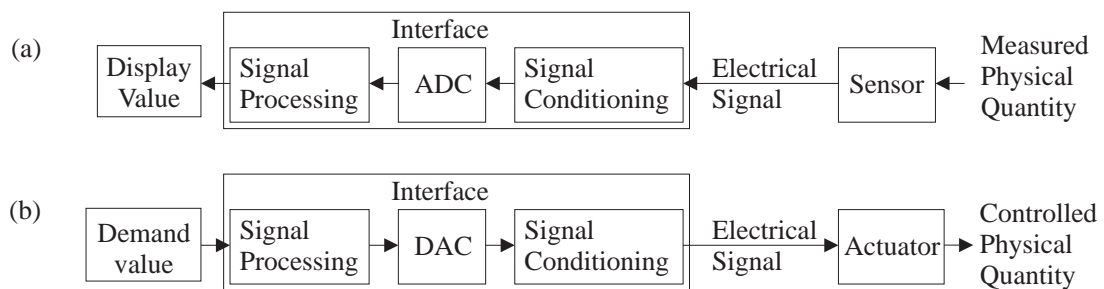 (a)
Interface
Display
Value
Signal
Processing
ADC
Signal
Conditioning
Electrical
Signal
Sensor
Measured
Physical
Quantity
(b)
Interface
Demand
value
Signal
Processing
DAC
Signal
Conditioning
Electrical
Signal
Actuator
Controlled
Physical
Quantity